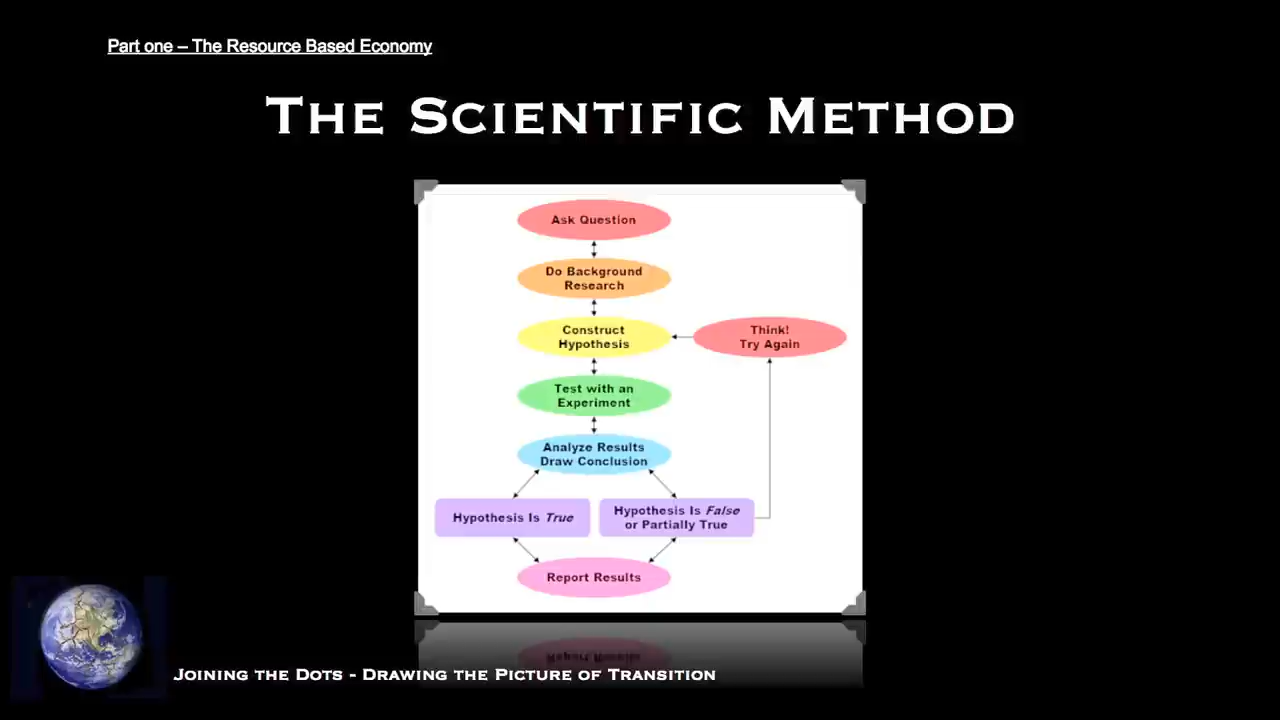 Part one – The Resource Based Economy
The Scientific Method
Ask Question
Do Background
Research
Construct
Hypothesis
Think!
Try Again
Test with an
Experiment
Analyze Results
Draw Conclusion
Hypothesis Is True
Hypothesis Is False
or Partially True
Report Results
Joining the Dots - Drawing the Picture of Transition